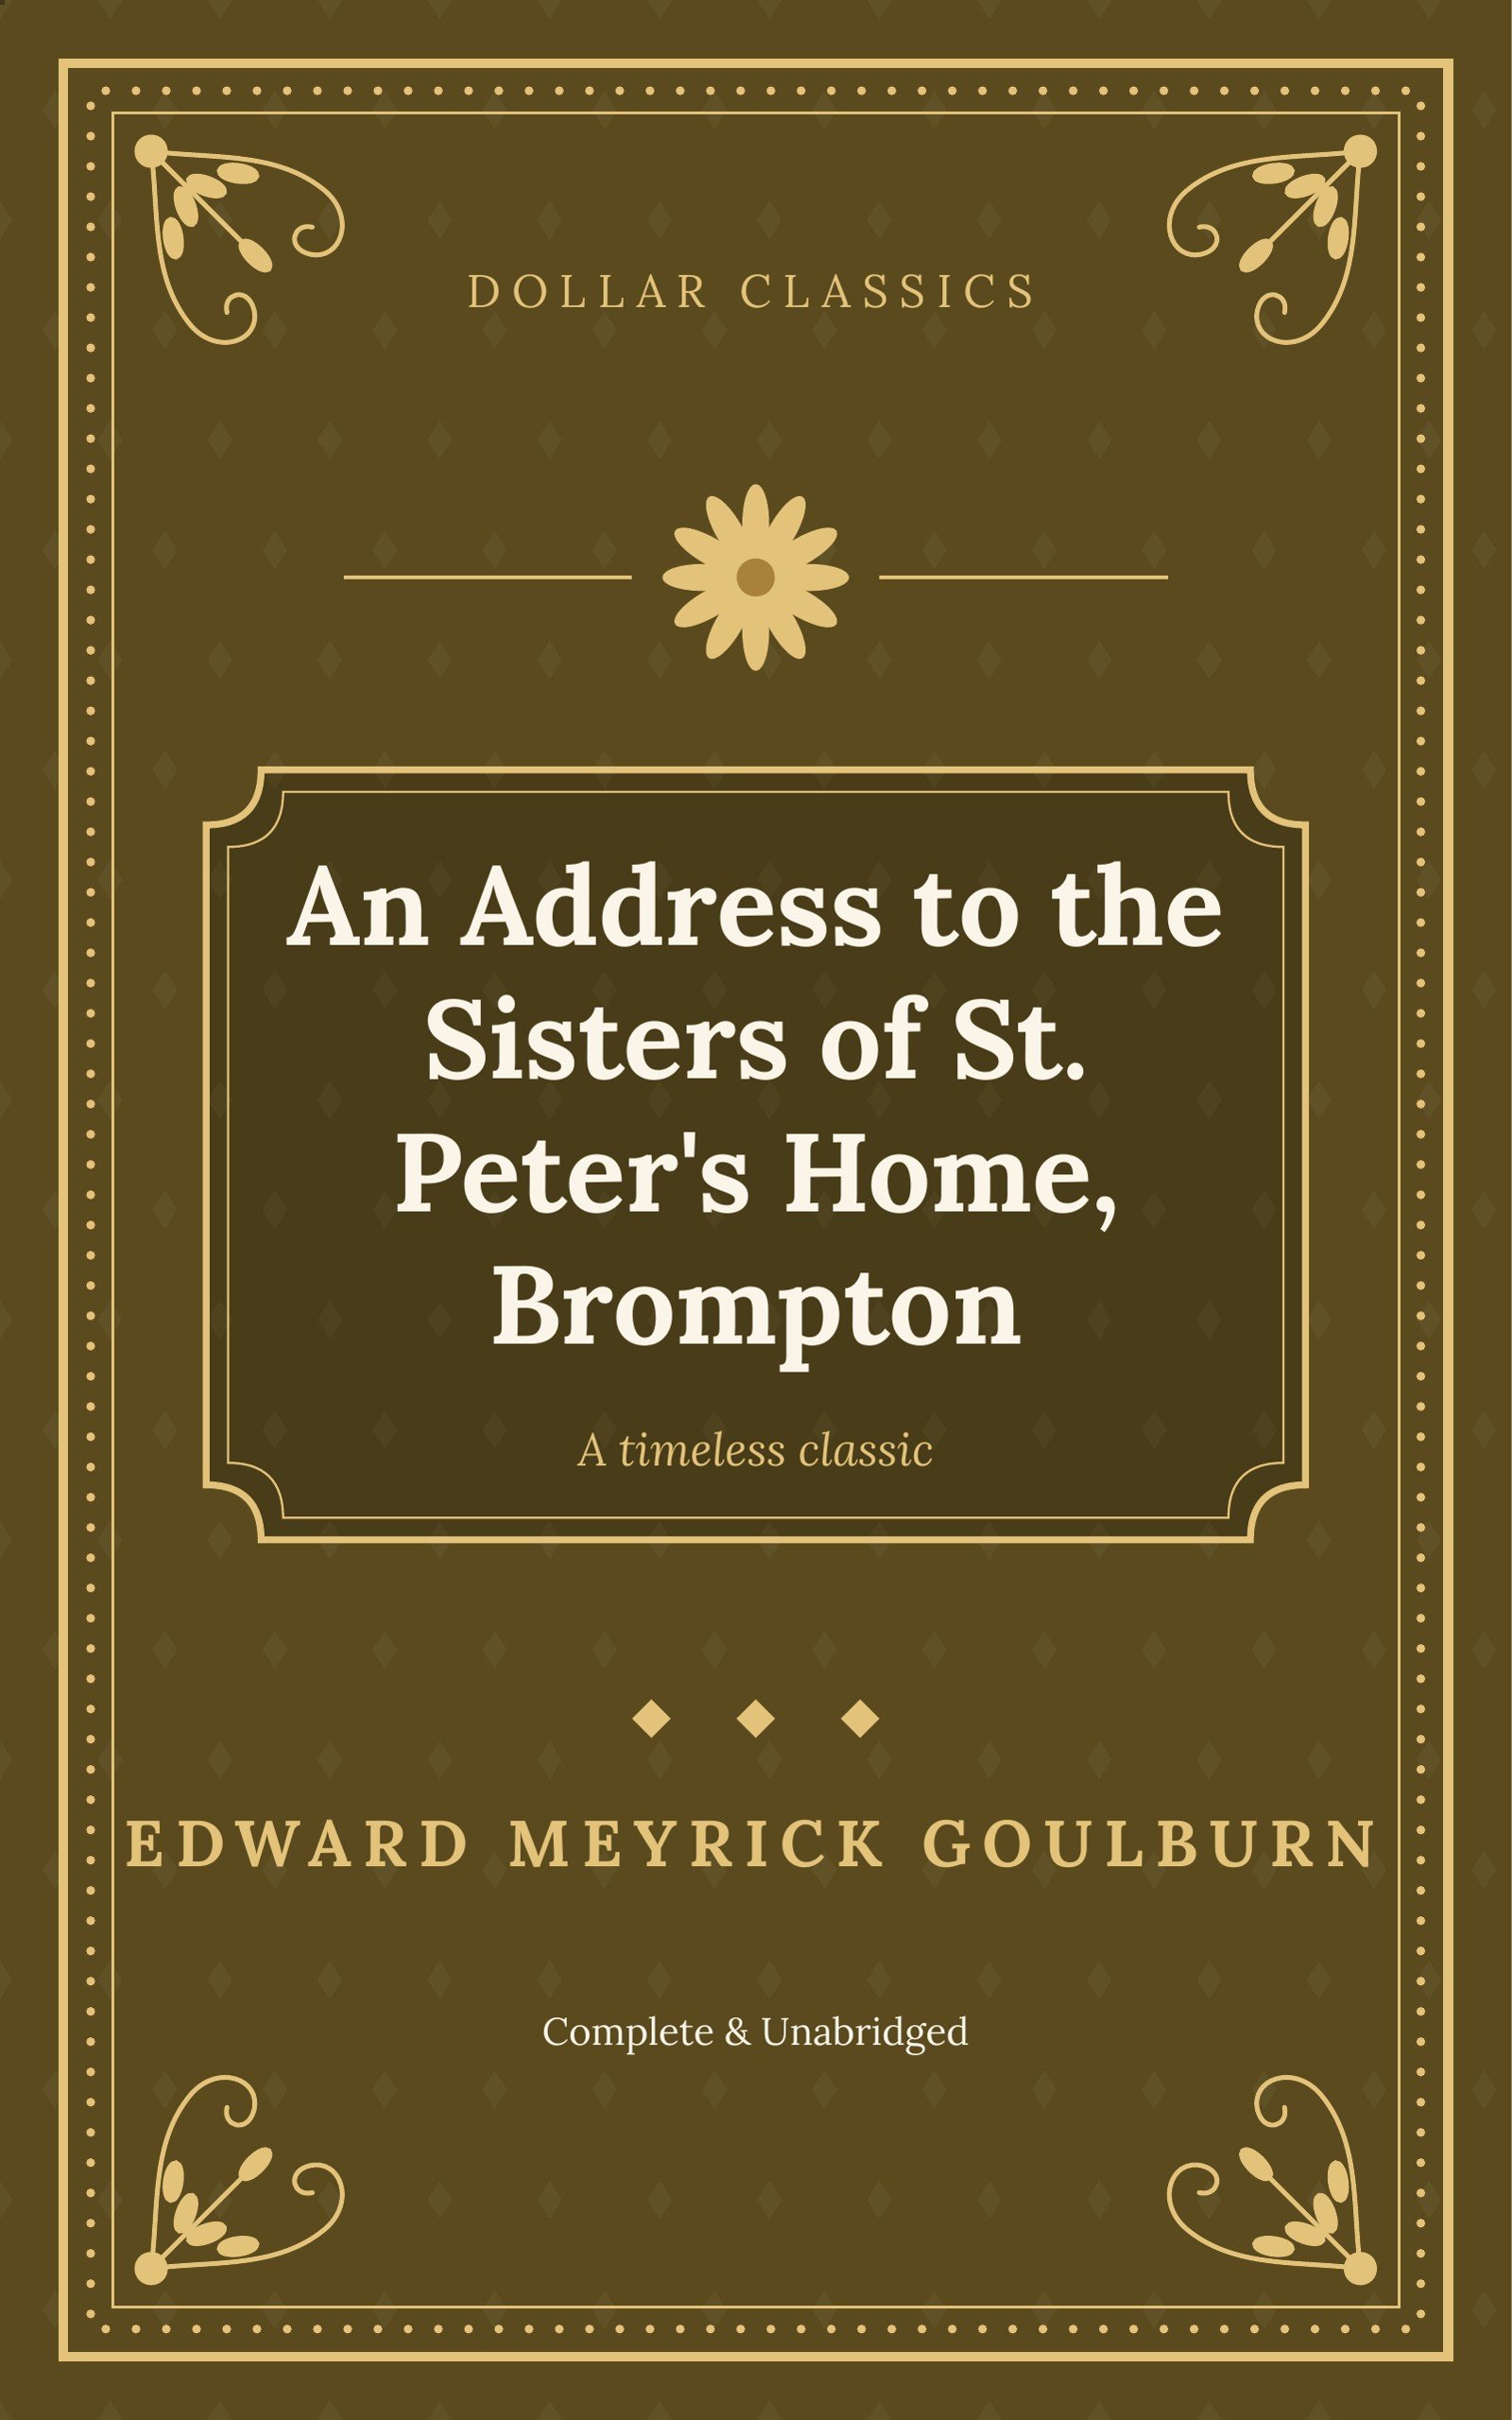 DOLLAR CLASSICS
An Address to the
Sisters of St.
Peter's Home,
Brompton
A timeless classic
EDWARD MEYRICK GOULBURN
Complete & Unabridged